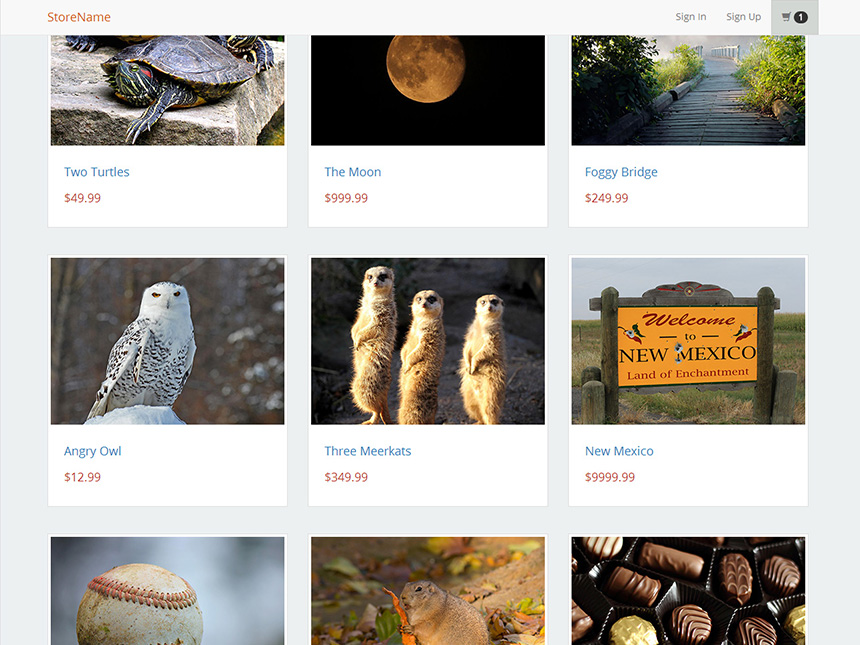 StoreName
Sign In
Sign Up
1
Two Turtles
The Moon
Foggy Bridge
$49.99
$999.99
$249.99
Welcome
to
NEW MEXICO
Land of Enchantment
Angry Owl
Three Meerkats
New Mexico
$12.99
$349.99
$9999.99